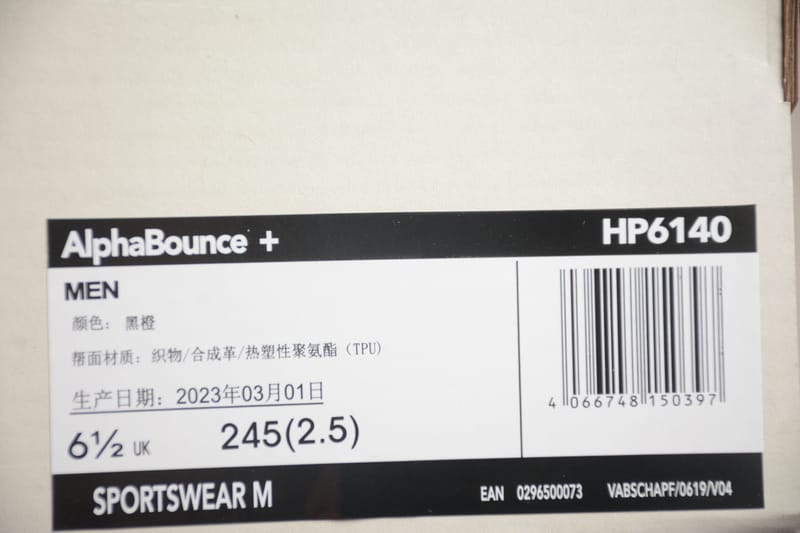 AlphaBounce +
HP6140
MEN
颜色：黑橙
帮面材质：织物/合成革/热塑性聚氨酯（TPU）
生产日期：2023年03月01日
6½ UK
245(2.5)
4 066748 150397
SPORTSWEAR M
EAN 0296500073 VABSCHAPF/0619/V04